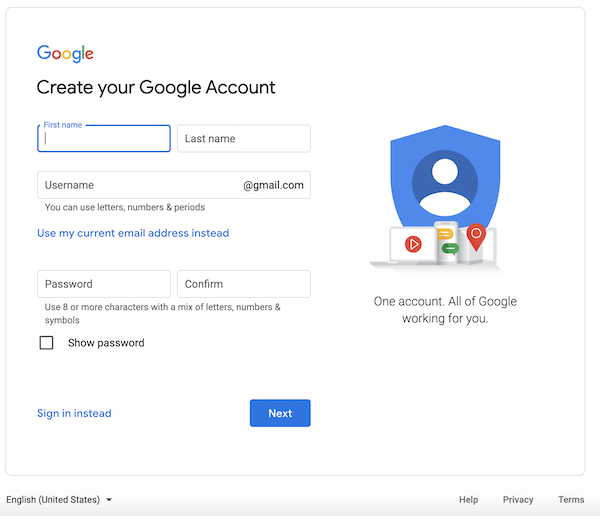 Google
Create your Google Account
First name
Last name
Username
@gmail.com
You can use letters, numbers & periods
Use my current email address instead
Password
Confirm
Use 8 or more characters with a mix of letters, numbers &
symbols
Show password
One account. All of Google
working for you.
Sign in instead
Next
English (United States)
Help
Privacy
Terms